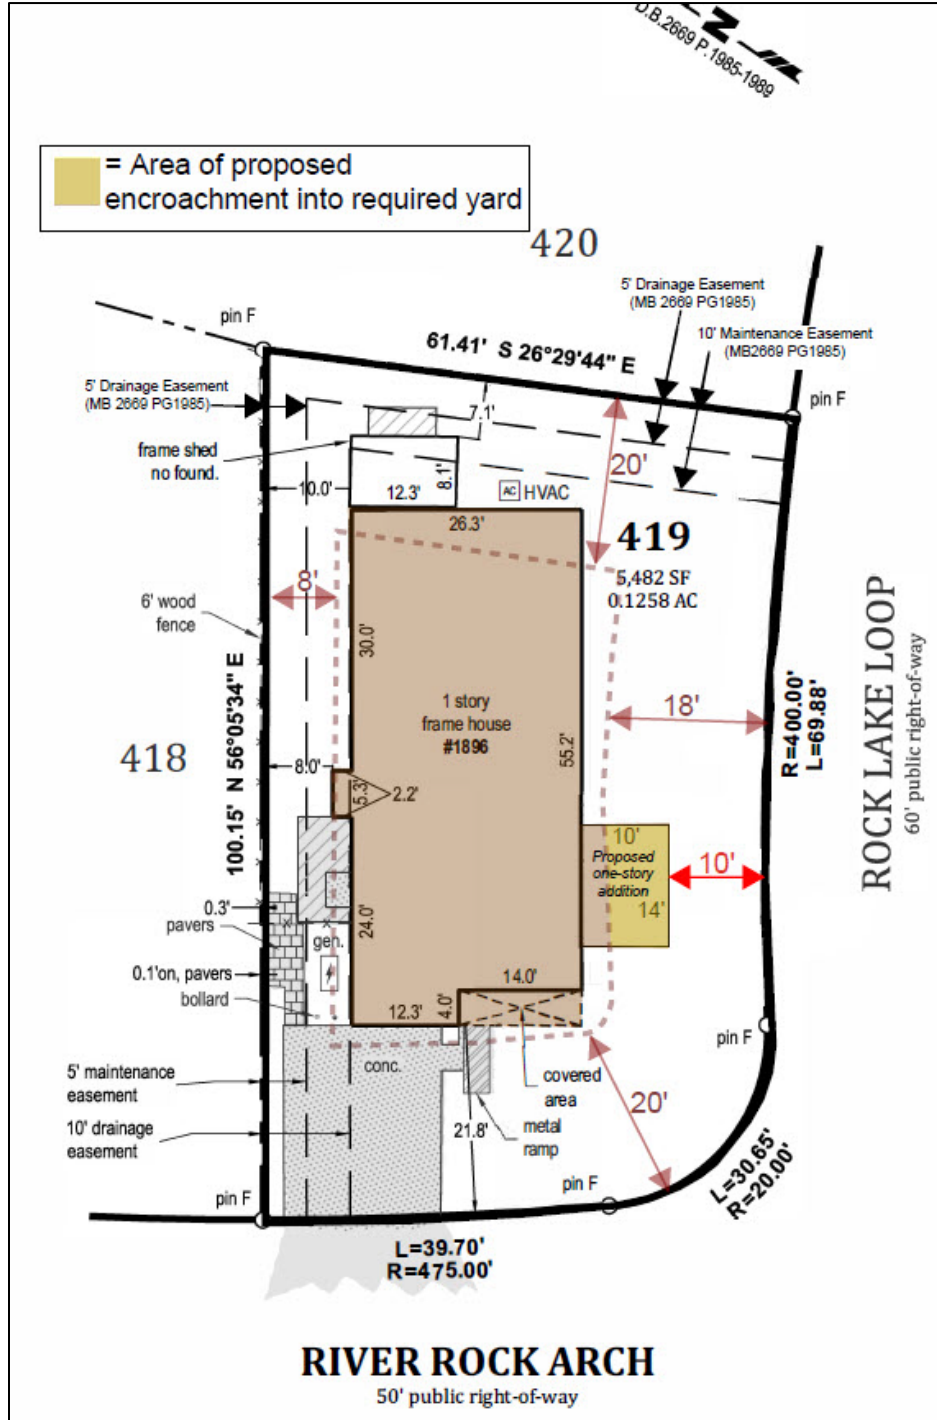 N
D.B.2669 P.1985-1989
= Area of proposed
encroachment into required yard
420
5' Drainage Easement
(MB 2669 PG1985)
10' Maintenance Easement
(MB2669 PG1985)
pin F
61.41' S 26°29'44" E
pin F
5' Drainage Easement
(MB 2669 PG1985)
7.1'
frame shed
no found.
20'
10.0'
12.3'
8.1'
AC HVAC
26.3'
419
5,482 SF
0.1258 AC
8'
6' wood
fence
30.0'
100.15' N 56°05'34" E
1 story
frame house
#1896
18'
R=400.00'
L=69.88'
ROCK LAKE LOOP
60' public right-of-way
418
8.0'
55.2'
5.3'
2.2'
10'
Proposed
one-story
addition
14'
10'
0.3'
pavers
24.0'
gen.
0.1'on, pavers
bollard
14.0'
12.3'
4.0'
pin F
conc.
5' maintenance
easement
covered
area
20'
10' drainage
easement
metal
ramp
21.8'
L=30.65'
R=20.00'
pin F
pin F
L=39.70'
R=475.00'
RIVER ROCK ARCH
50' public right-of-way